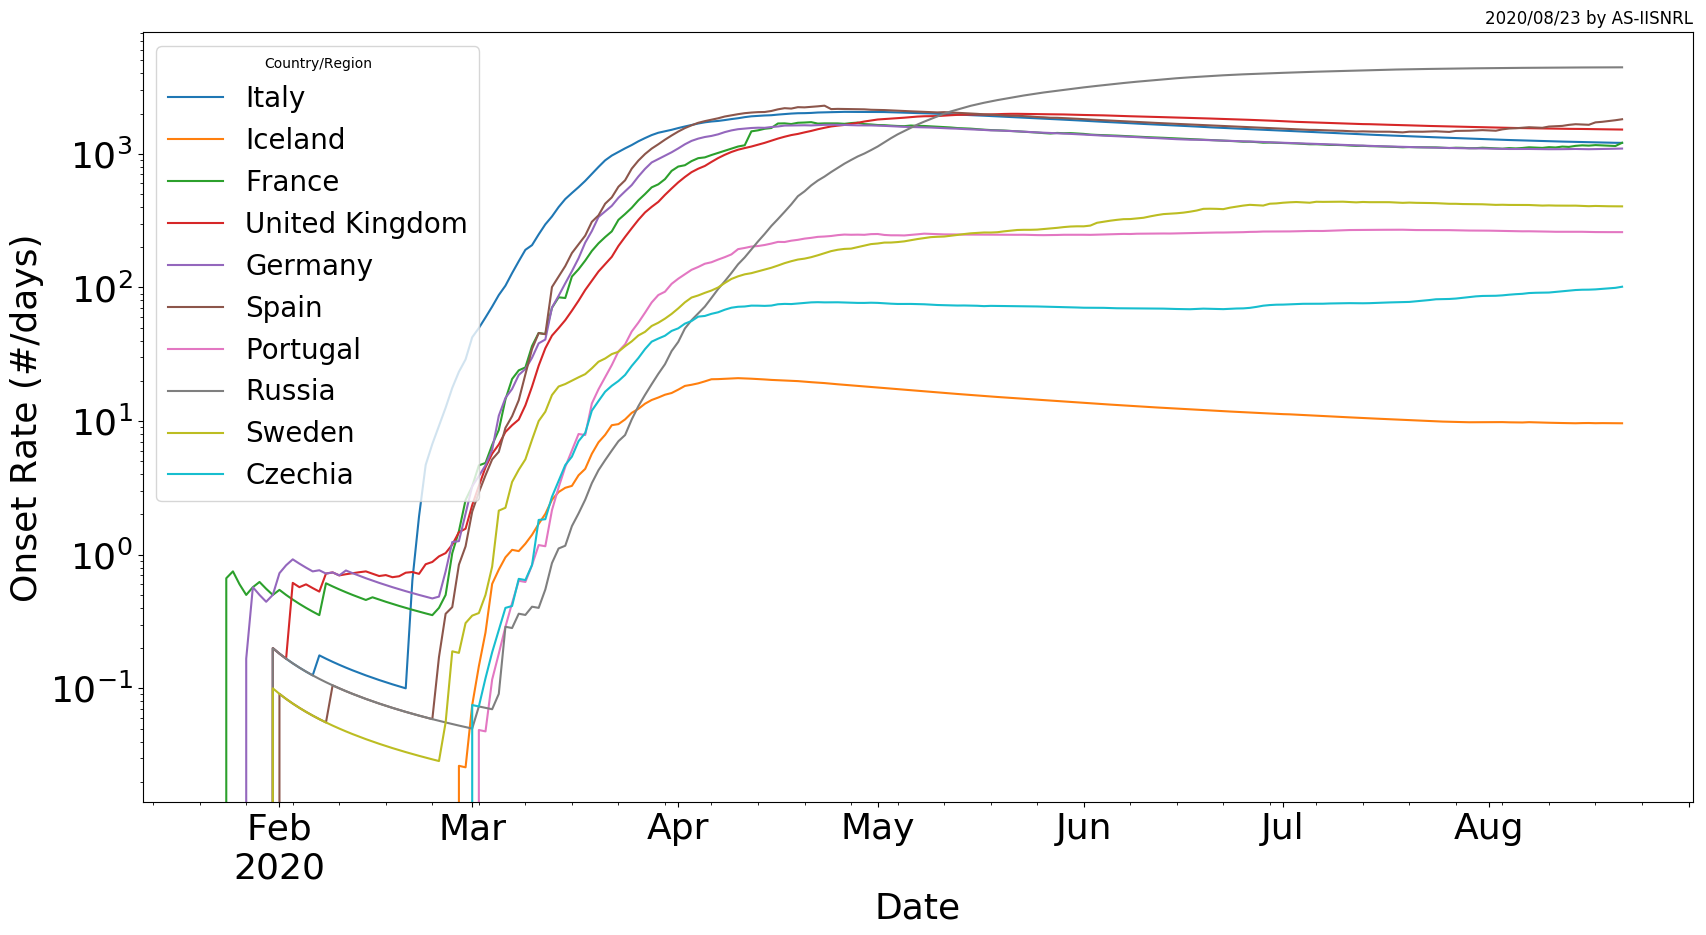 2020/08/23 by AS-IISNRL
Country/Region
Italy
Iceland
France
United Kingdom
Germany
Spain
Portugal
Russia
Sweden
Czechia
Onset Rate (#/days)
10³
10²
10¹
10⁰
10⁻¹
Feb Mar Apr May Jun Jul Aug
2020
Date